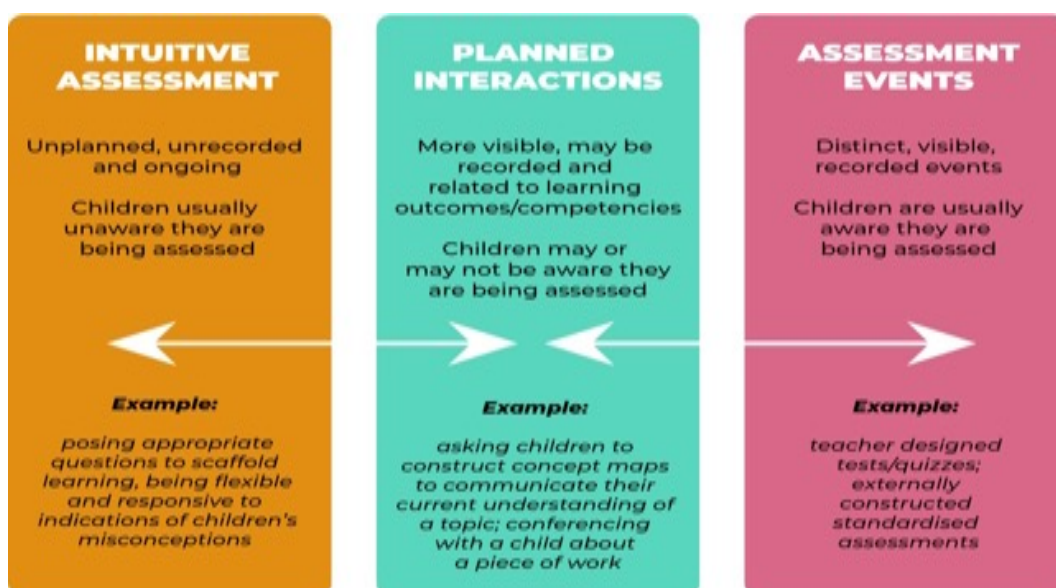 INTUITIVE
ASSESSMENT
Unplanned, unrecorded
and ongoing
Children usually
unaware they are
being assessed
Example:
posing appropriate
questions to scaffold
learning, being flexible
and responsive to
indications of children's
misconceptions
PLANNED
INTERACTIONS
More visible, may be
recorded and
related to learning
outcomes/competencies
Children may or
may not be aware they
are being assessed
Example:
asking children to
construct concept maps
to communicate their
current understanding of
a topic; conferencing
with a child about
a piece of work
ASSESSMENT
EVENTS
Distinct, visible,
recorded events
Children are usually
aware they are
being assessed
Example:
teacher designed
tests/quizzes;
externally
constructed
standardised
assessments